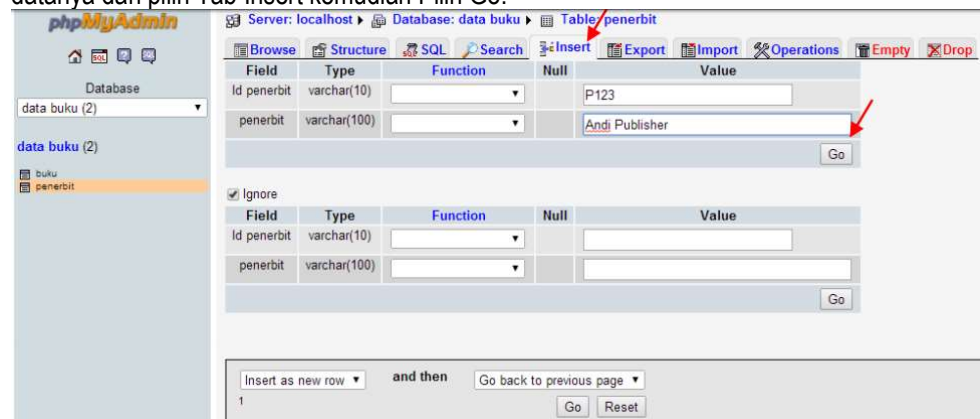 datanya dan pilih Tab Insert kemudian Pilih Go.
phpMyAdmin
Server: localhost ▸ Database: data buku ▸ Table: penerbit
Browse Structure SQL Search Insert Export Import Operations Empty Drop
Database
data buku (2)
data buku (2)
buku
penerbit
Field Type Function Null Value
Id penerbit varchar(10) P123
penerbit varchar(100) Andi Publisher
Go
Ignore
Field Type Function Null Value
Id penerbit varchar(10)
penerbit varchar(100)
Go
Insert as new row and then Go back to previous page
1
Go Reset